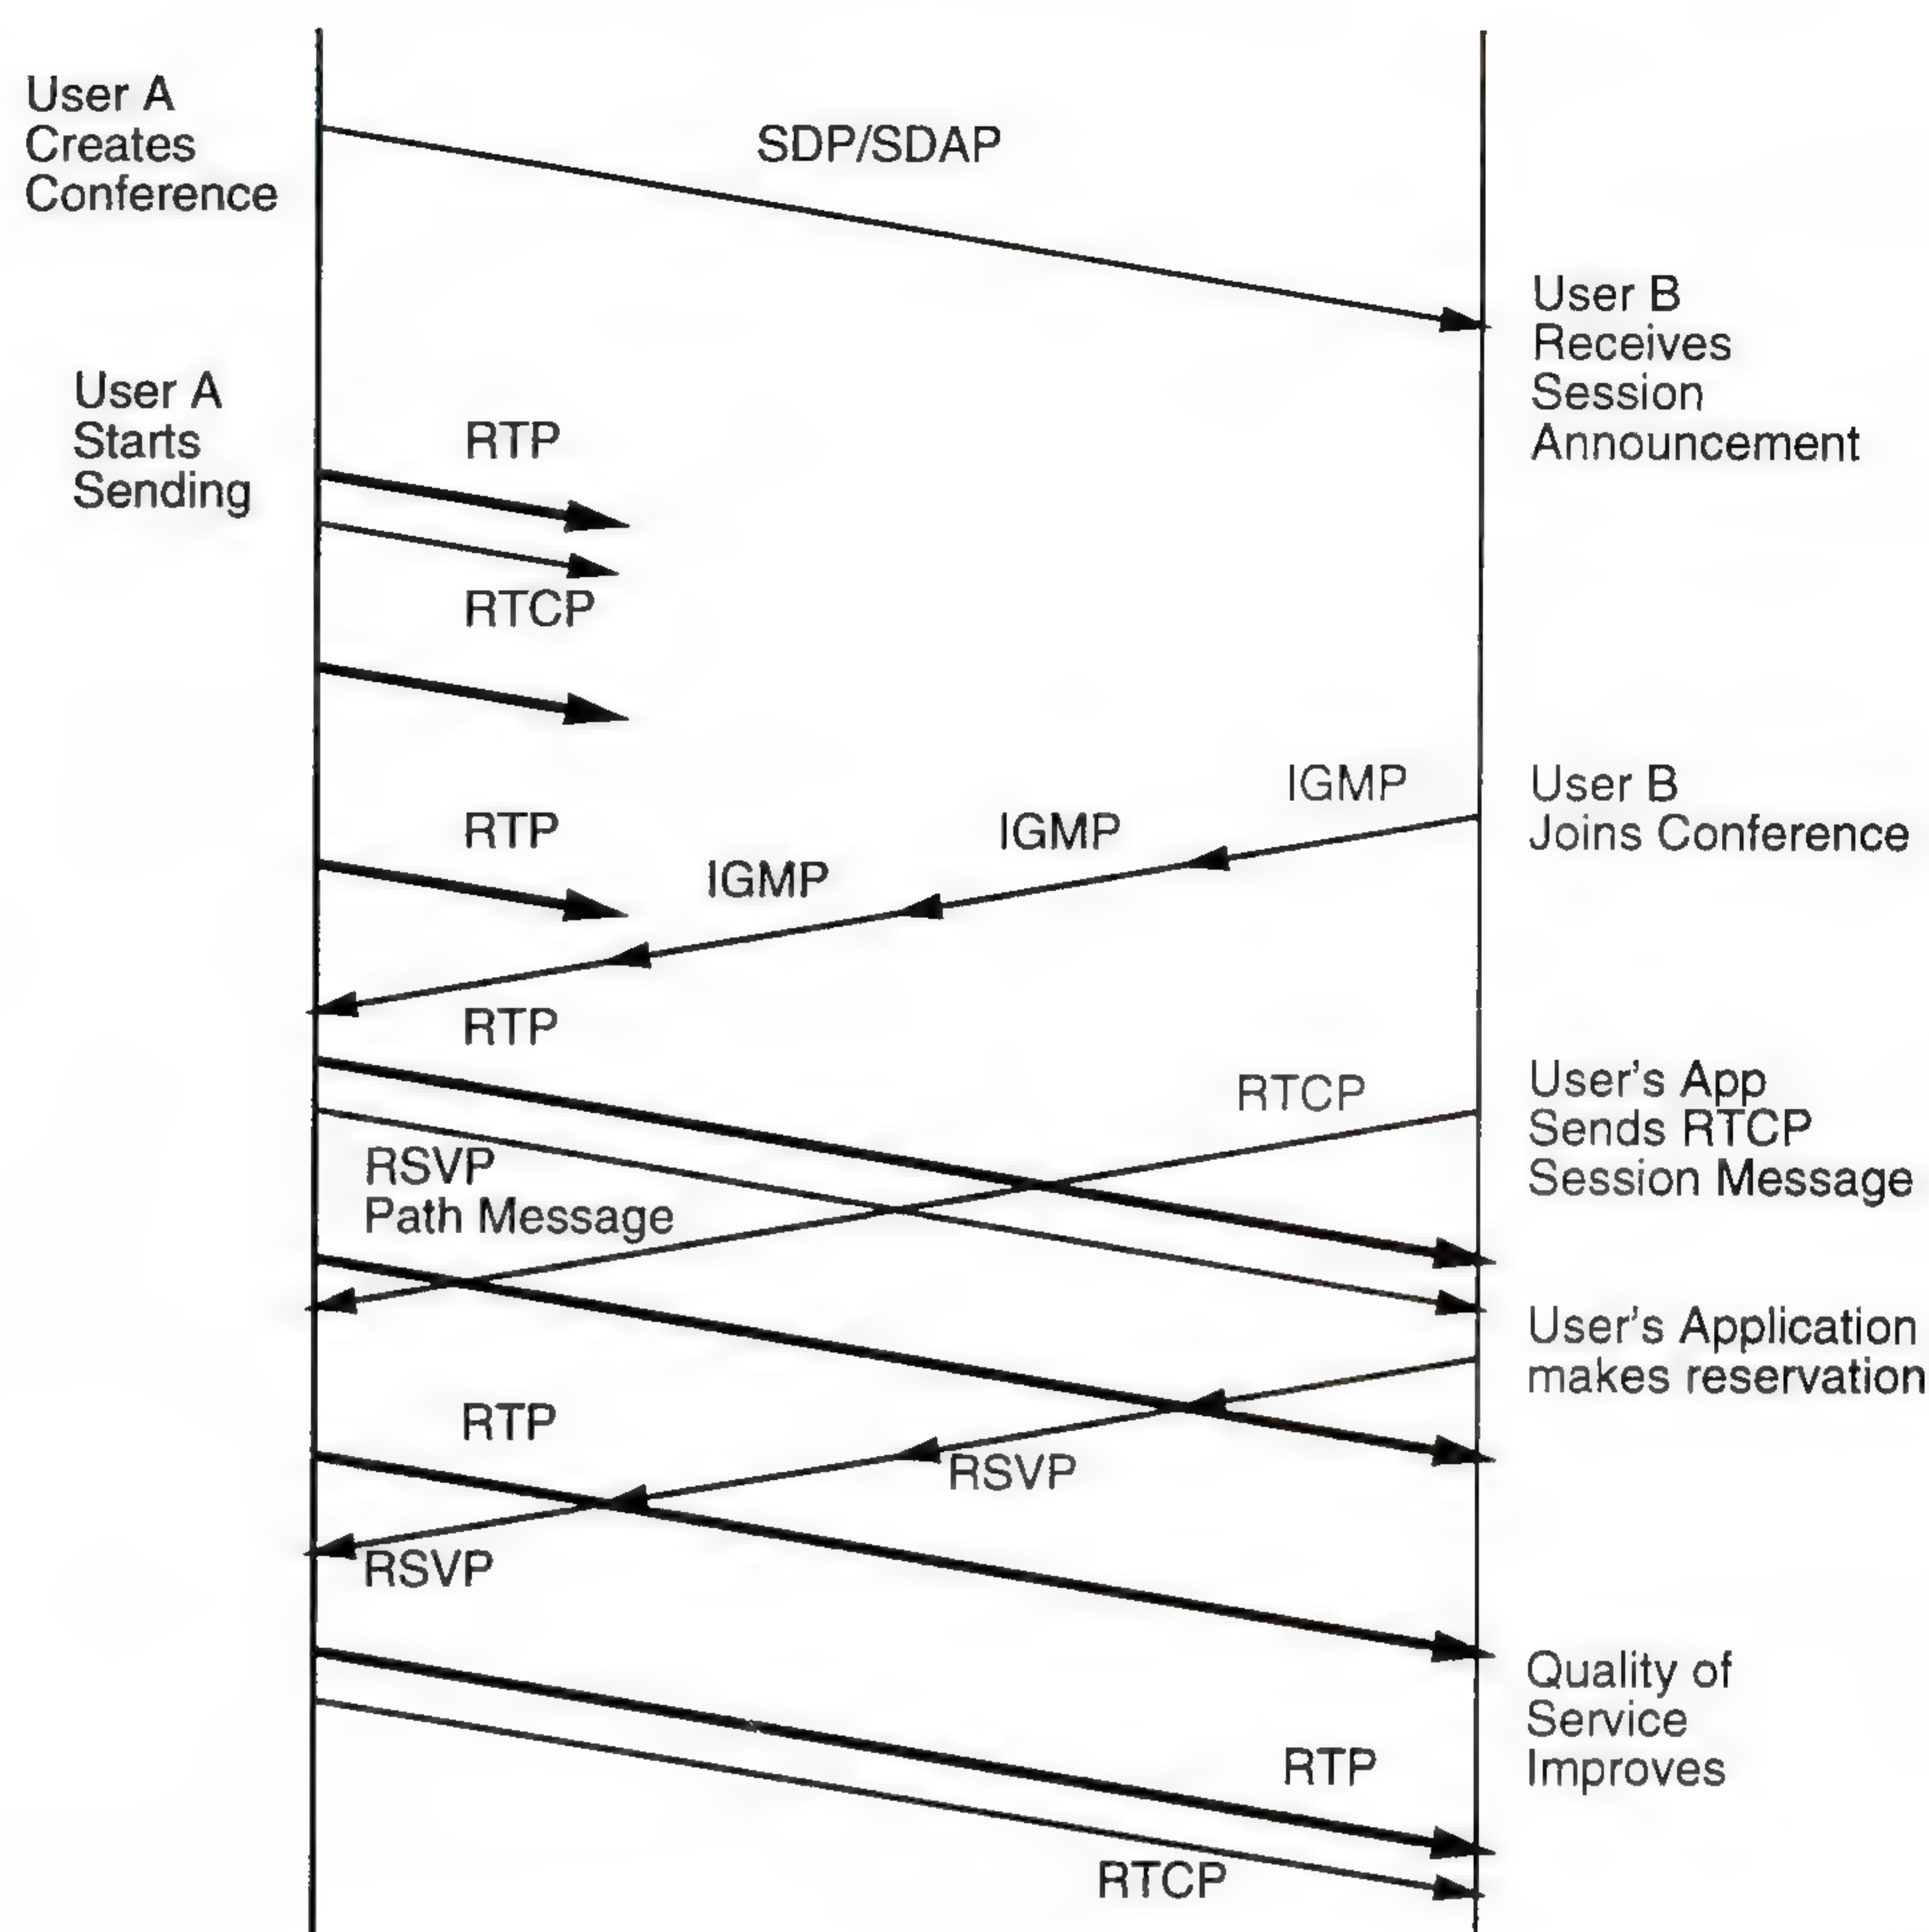 User A
Creates
Conference
SDP/SDAP
User B
Receives
Session
Announcement
User A
Starts
Sending
RTP
RTCP
IGMP
User B
Joins Conference
RTP
IGMP
IGMP
RTP
RTCP
User's App
Sends RTCP
Session Message
RSVP
Path Message
User's Application
makes reservation
RTP
RSVP
RSVP
Quality of
Service
Improves
RTP
RTCP